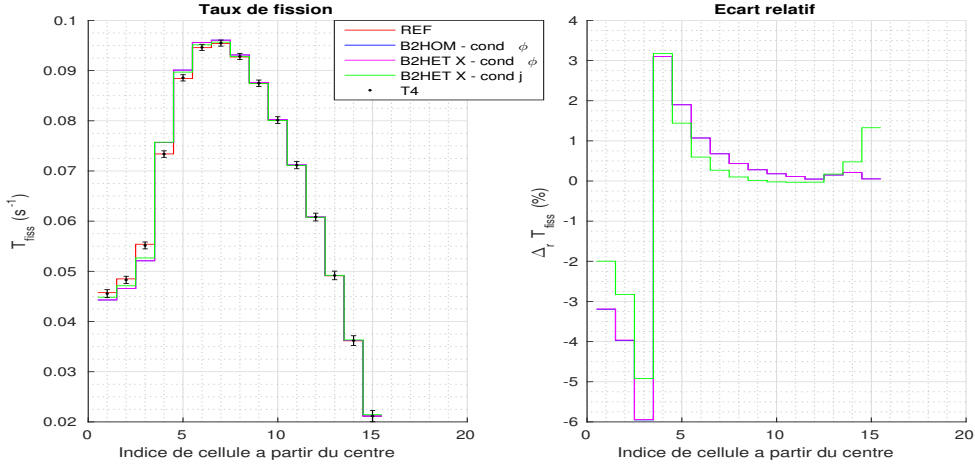 Taux de fission
REF
B2HOM - cond ϕ
B2HET X - cond ϕ
B2HET X - cond j
T4
0.1
0.09
0.08
0.07
0.06
0.05
0.04
0.03
0.02
T_fiss (s^-1)
0 5 10 15 20
Indice de cellule a partir du centre
Ecart relatif
4
3
2
1
0
-1
-2
-3
-4
-5
-6
Δ_r T_fiss (%)
0 5 10 15 20
Indice de cellule a partir du centre